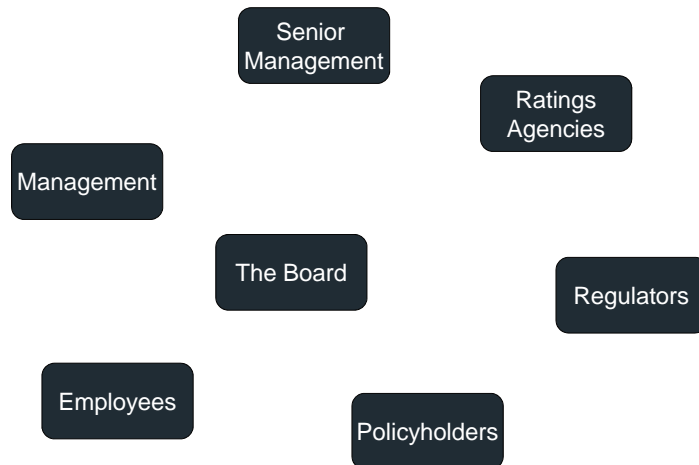 Senior
Management
Ratings
Agencies
Management
The Board
Regulators
Employees
Policyholders